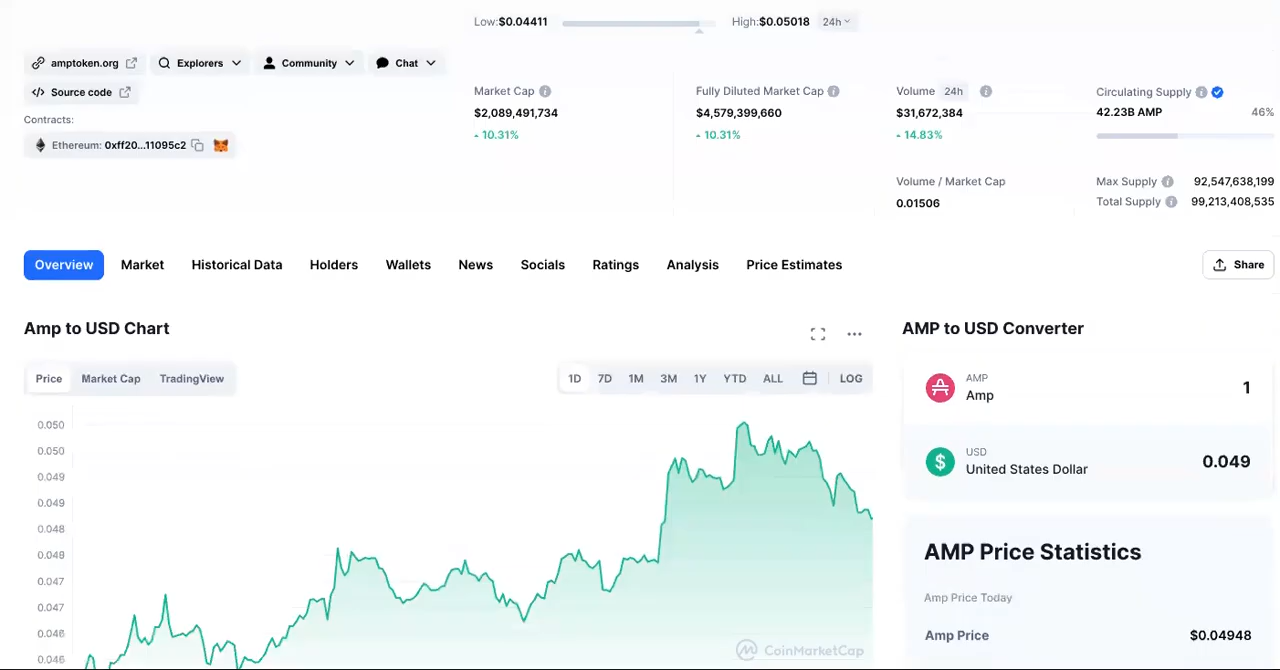 Low:$0.04411 High:$0.05018 24h
amptoken.org Explorers Community Chat
Source code
Contracts:
Ethereum: 0xff20...11095c2
Market Cap
$2,089,491,734
10.31%
Fully Diluted Market Cap
$4,579,399,660
10.31%
Volume 24h
$31,672,384
14.83%
Volume / Market Cap
0.01506
Circulating Supply
42.23B AMP 46%
Max Supply 92,547,638,199
Total Supply 99,213,408,535
Overview Market Historical Data Holders Wallets News Socials Ratings Analysis Price Estimates Share
Amp to USD Chart
Price Market Cap TradingView 1D 7D 1M 3M 1Y YTD ALL LOG
0.050
0.050
0.049
0.049
0.048
0.048
0.047
0.047
0.046
0.046
CoinMarketCap
AMP to USD Converter
AMP
Amp 1
USD
United States Dollar 0.049
AMP Price Statistics
Amp Price Today
Amp Price $0.04948